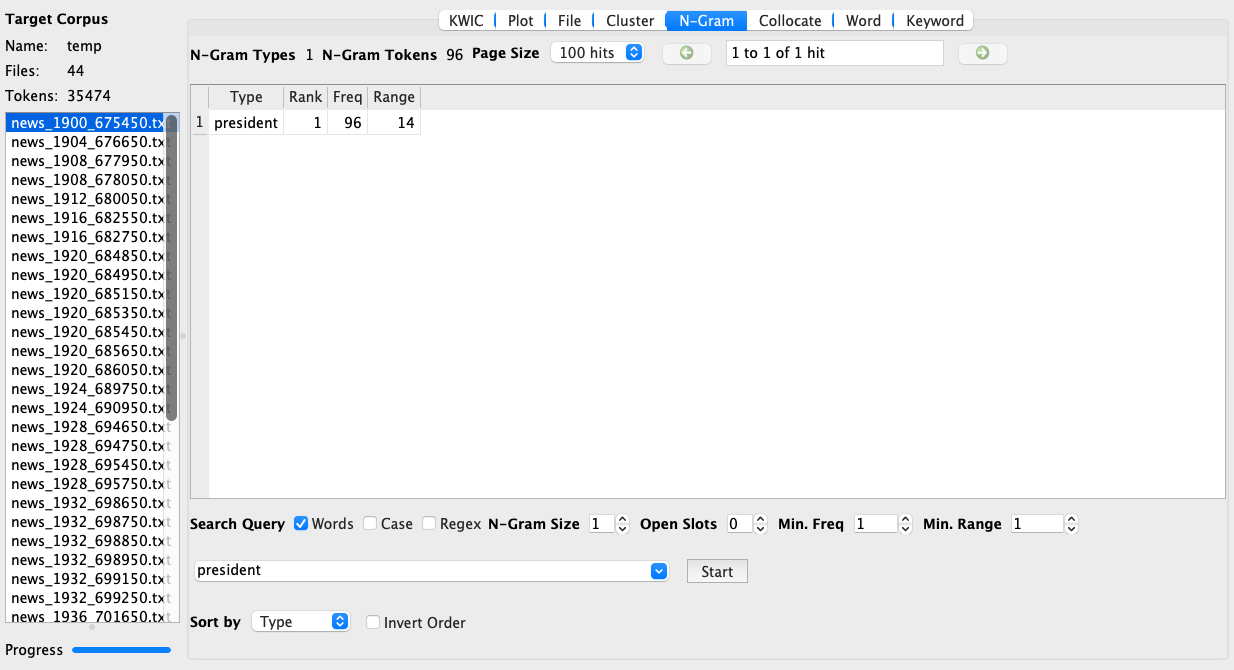 Target Corpus
Name: temp
Files: 44
Tokens: 35474
news_1900_675450.txt
news_1904_676650.txt
news_1908_677950.txt
news_1908_678050.txt
news_1912_680050.txt
news_1916_682550.txt
news_1916_682750.txt
news_1920_684850.txt
news_1920_684950.txt
news_1920_685150.txt
news_1920_685350.txt
news_1920_685450.txt
news_1920_685650.txt
news_1920_686050.txt
news_1924_689750.txt
news_1924_690950.txt
news_1928_694650.txt
news_1928_694750.txt
news_1928_695450.txt
news_1928_695750.txt
news_1932_698650.txt
news_1932_698750.txt
news_1932_698850.txt
news_1932_698950.txt
news_1932_699150.txt
news_1932_699250.txt
news_1936_701650.txt
Progress
KWIC Plot File Cluster N-Gram Collocate Word Keyword
N-Gram Types 1 N-Gram Tokens 96 Page Size 100 hits 1 to 1 of 1 hit
Type Rank Freq Range
1 president 1 96 14
Search Query Words Case Regex N-Gram Size 1 Open Slots 0 Min. Freq 1 Min. Range 1
president Start
Sort by Type Invert Order